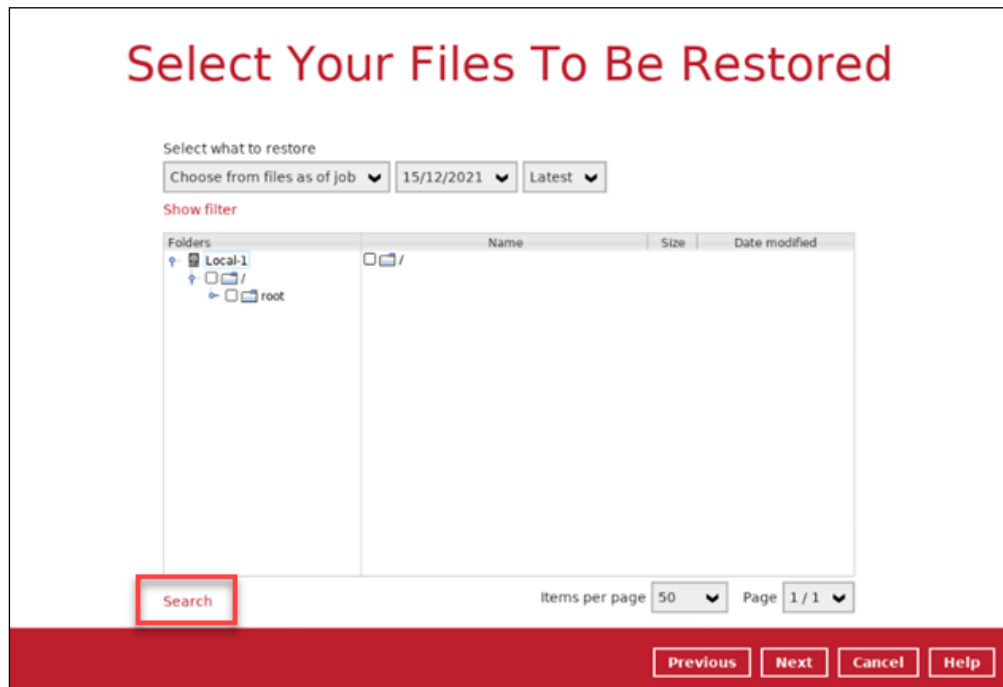 Select Your Files To Be Restored
Select what to restore
Choose from files as of job 15/12/2021 Latest
Show filter
Folders Name Size Date modified
Local-1 /
/
root
Search Items per page 50 Page 1 / 1
Previous Next Cancel Help